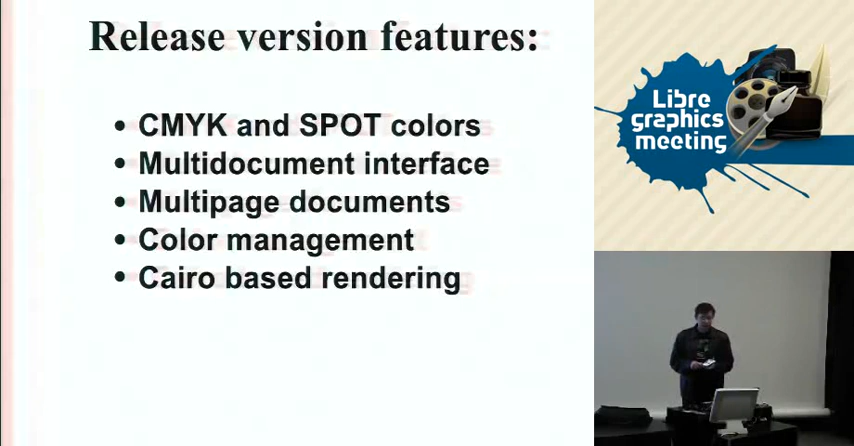 Release version features:
• CMYK and SPOT colors
• Multidocument interface
• Multipage documents
• Color management
• Cairo based rendering
Libre
graphics
meeting